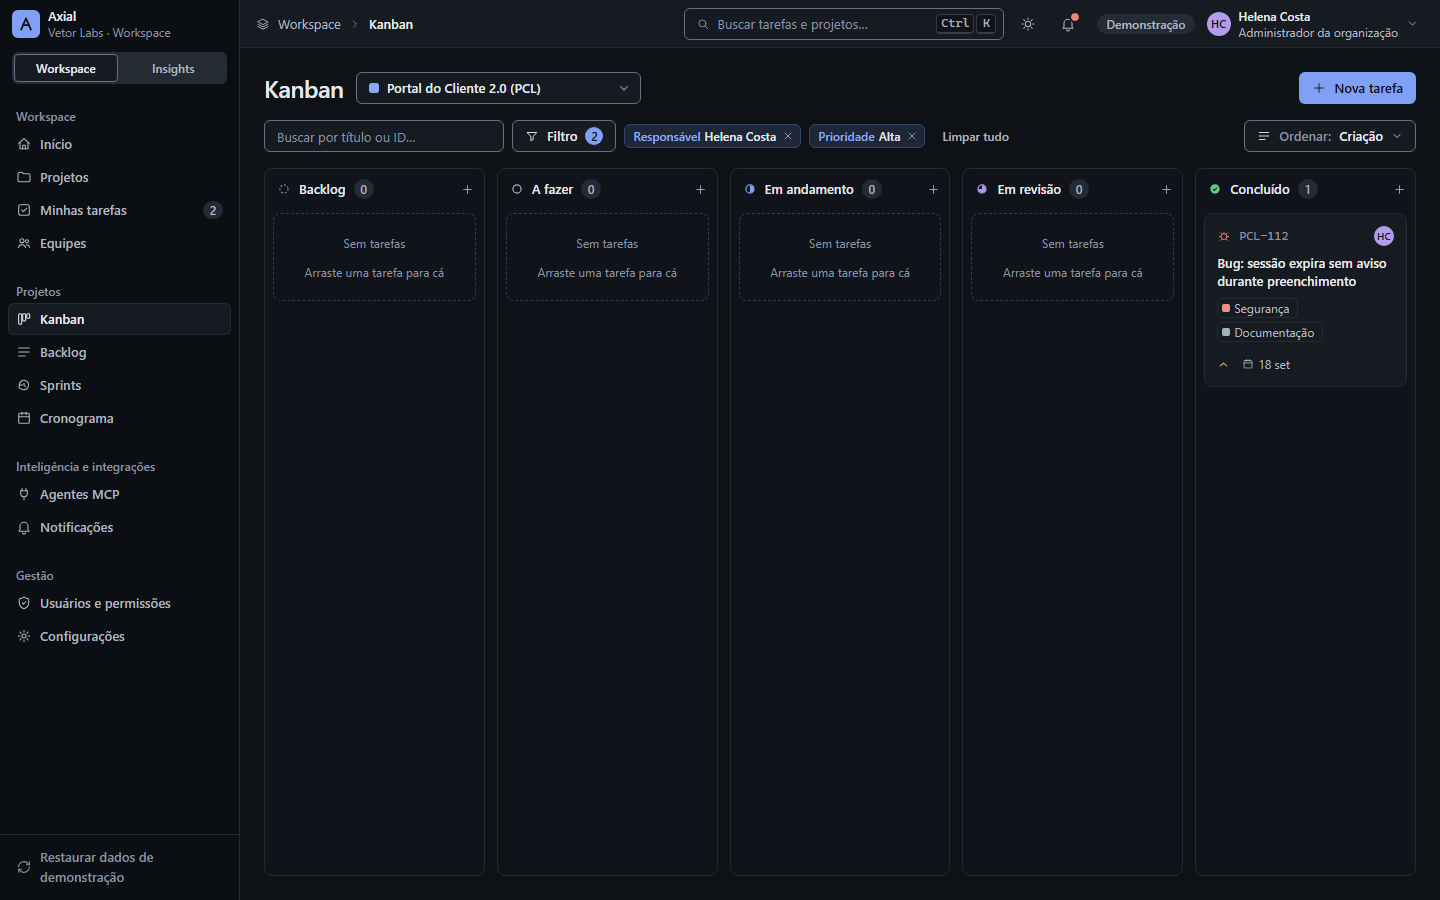 Axial
Vetor Labs · Workspace
Workspace
Insights
Workspace
Início
Projetos
Minhas tarefas
2
Equipes
Projetos
Kanban
Backlog
Sprints
Cronograma
Inteligência e integrações
Agentes MCP
Notificações
Gestão
Usuários e permissões
Configurações
Restaurar dados de
demonstração
Workspace
Kanban
Buscar tarefas e projetos...
Ctrl K
Demonstração
HC
Helena Costa
Administrador da organização
Kanban
Portal do Cliente 2.0 (PCL)
Nova tarefa
Buscar por título ou ID...
Filtro 2
Responsável Helena Costa
Prioridade Alta
Limpar tudo
Ordenar: Criação
Backlog 0
Sem tarefas
Arraste uma tarefa para cá
A fazer 0
Sem tarefas
Arraste uma tarefa para cá
Em andamento 0
Sem tarefas
Arraste uma tarefa para cá
Em revisão 0
Sem tarefas
Arraste uma tarefa para cá
Concluído 1
PCL-112
HC
Bug: sessão expira sem aviso
durante preenchimento
Segurança
Documentação
18 set